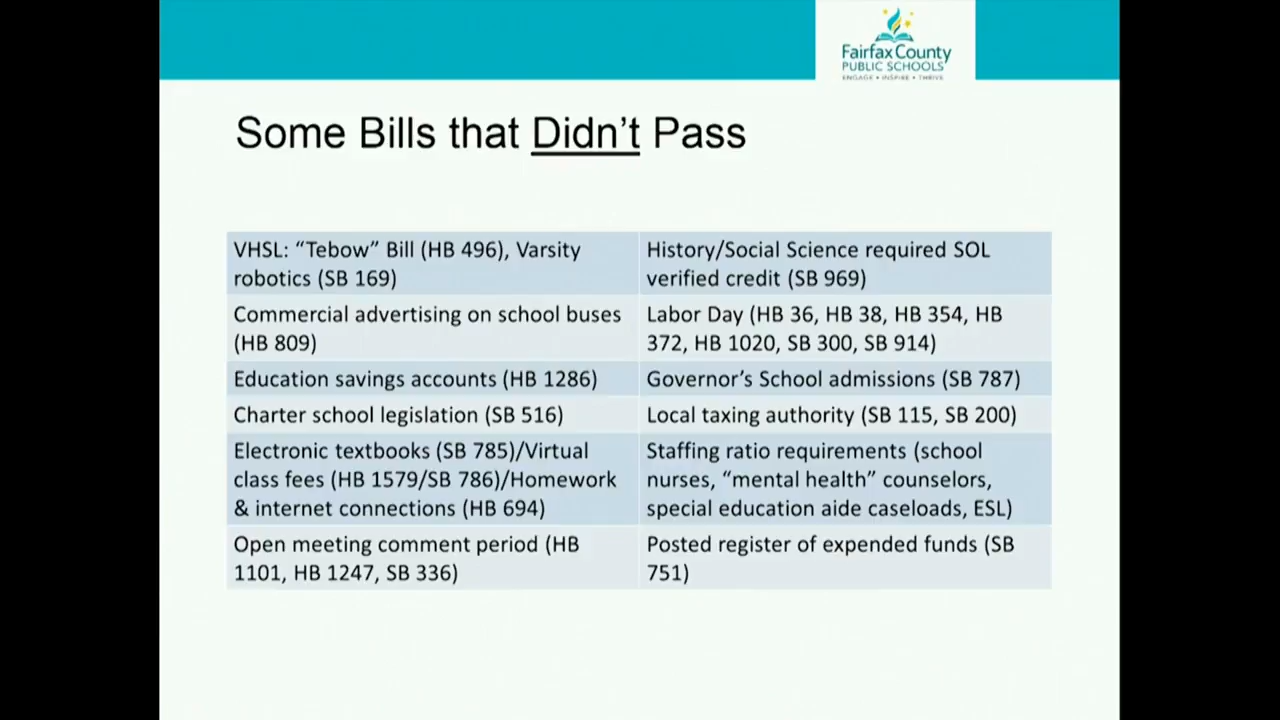 Fairfax County
PUBLIC SCHOOLS
ENGAGE • INSPIRE • THRIVE
Some Bills that Didn't Pass
VHSL: “Tebow” Bill (HB 496), Varsity
robotics (SB 169)
History/Social Science required SOL
verified credit (SB 969)
Commercial advertising on school buses
(HB 809)
Labor Day (HB 36, HB 38, HB 354, HB
372, HB 1020, SB 300, SB 914)
Education savings accounts (HB 1286)
Governor’s School admissions (SB 787)
Charter school legislation (SB 516)
Local taxing authority (SB 115, SB 200)
Electronic textbooks (SB 785)/Virtual
class fees (HB 1579/SB 786)/Homework
& internet connections (HB 694)
Staffing ratio requirements (school
nurses, “mental health” counselors,
special education aide caseloads, ESL)
Open meeting comment period (HB
1101, HB 1247, SB 336)
Posted register of expended funds (SB
751)